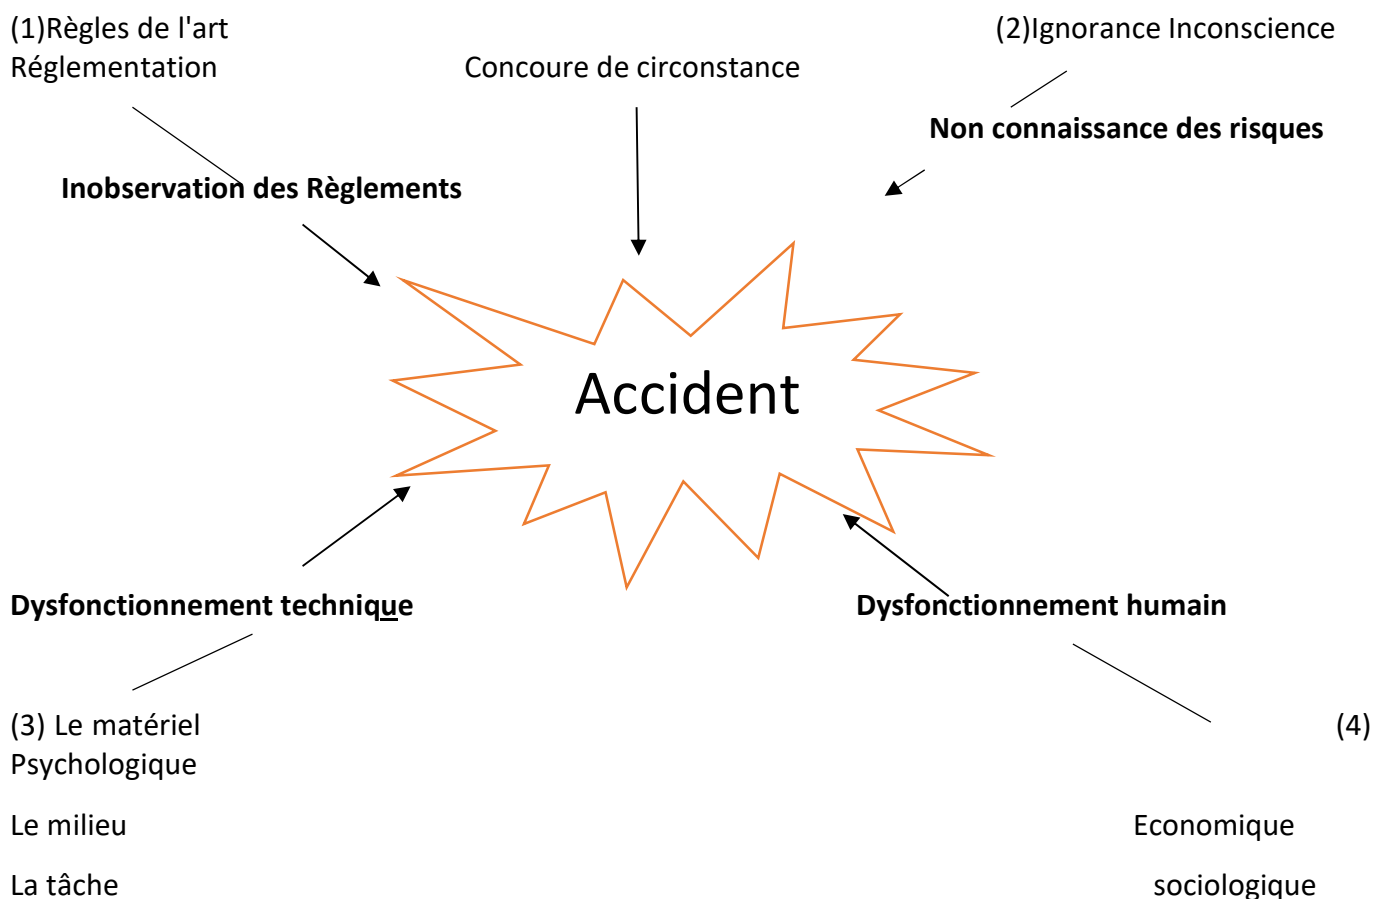 (1)Règles de l'art
(2)Ignorance Inconscience
Réglementation
Concoure de circonstance
Non connaissance des risques
Inobservation des Règlements
Accident
Dysfonctionnement technique
Dysfonctionnement humain
(3) Le matériel
(4)
Psychologique
Le milieu
Economique
La tâche
sociologique